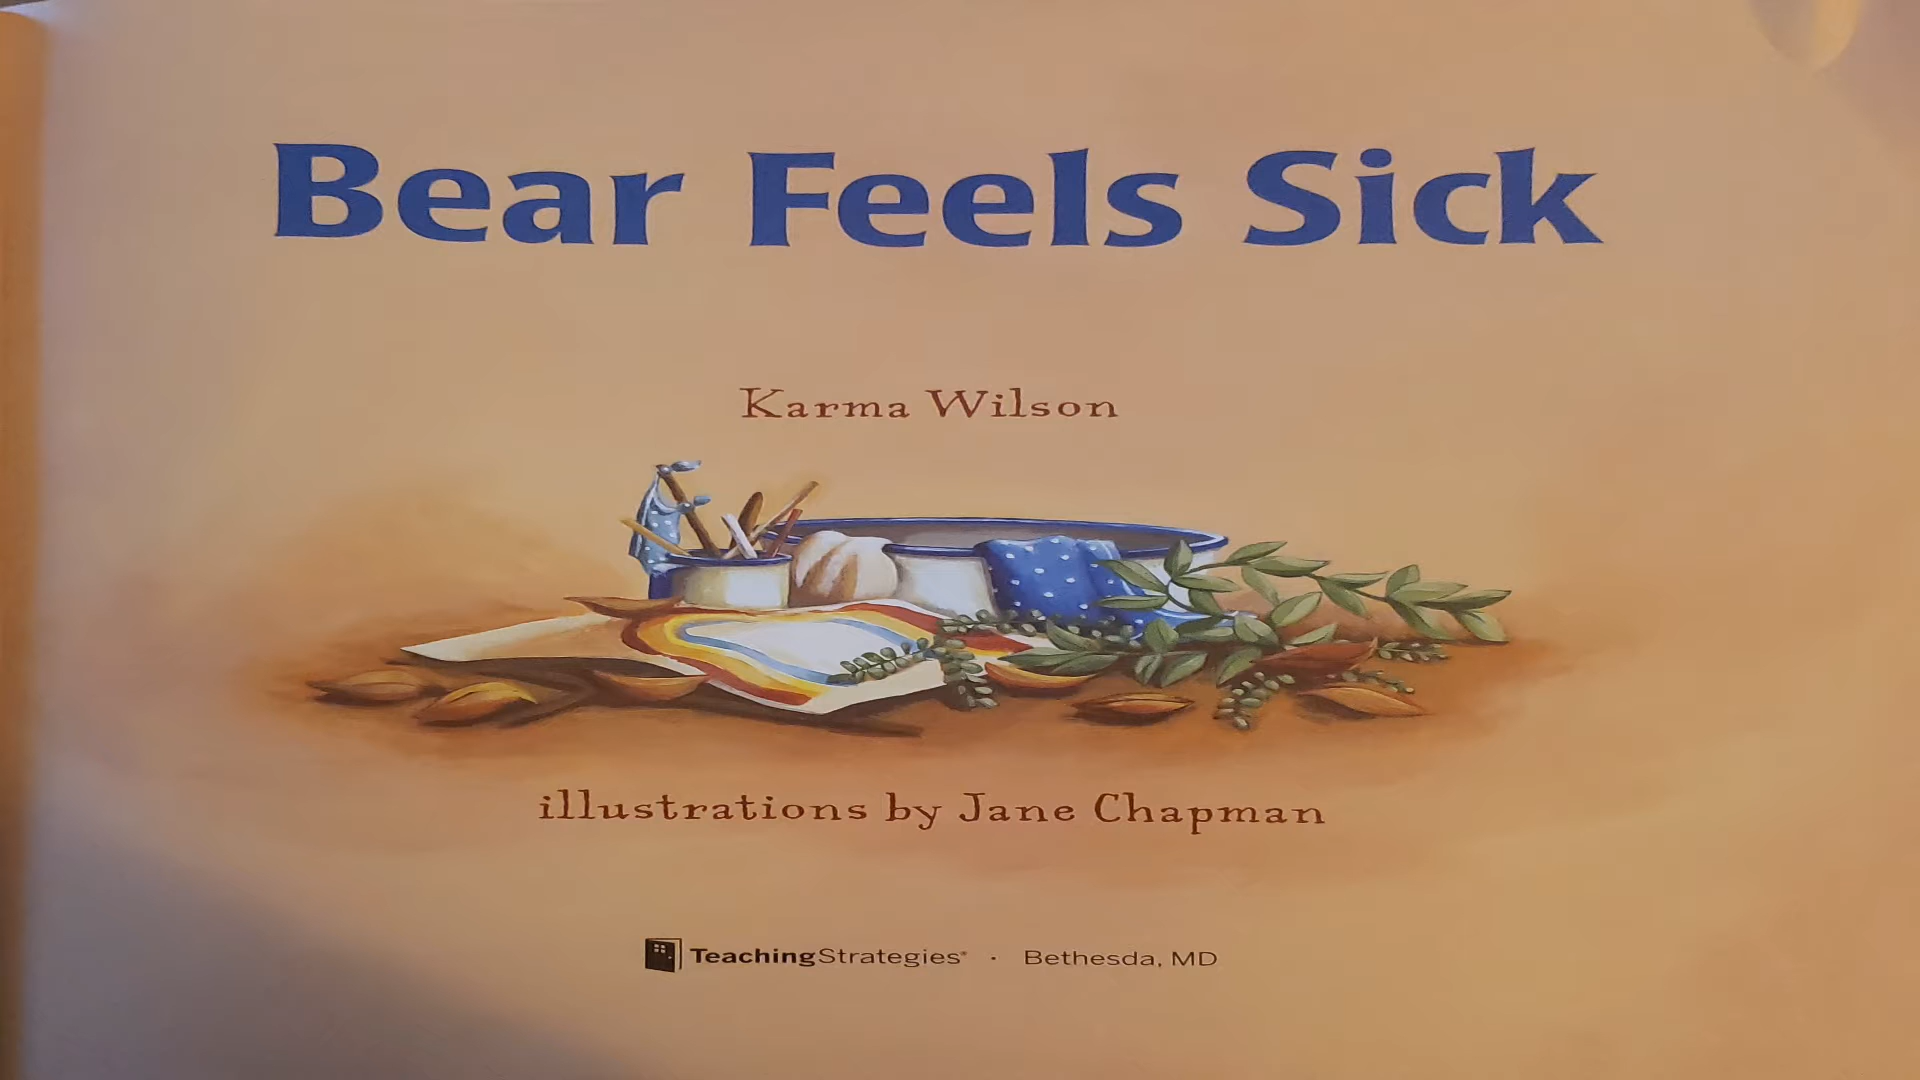 Bear Feels Sick
Karma Wilson
illustrations by Jane Chapman
TeachingStrategies® · Bethesda, MD